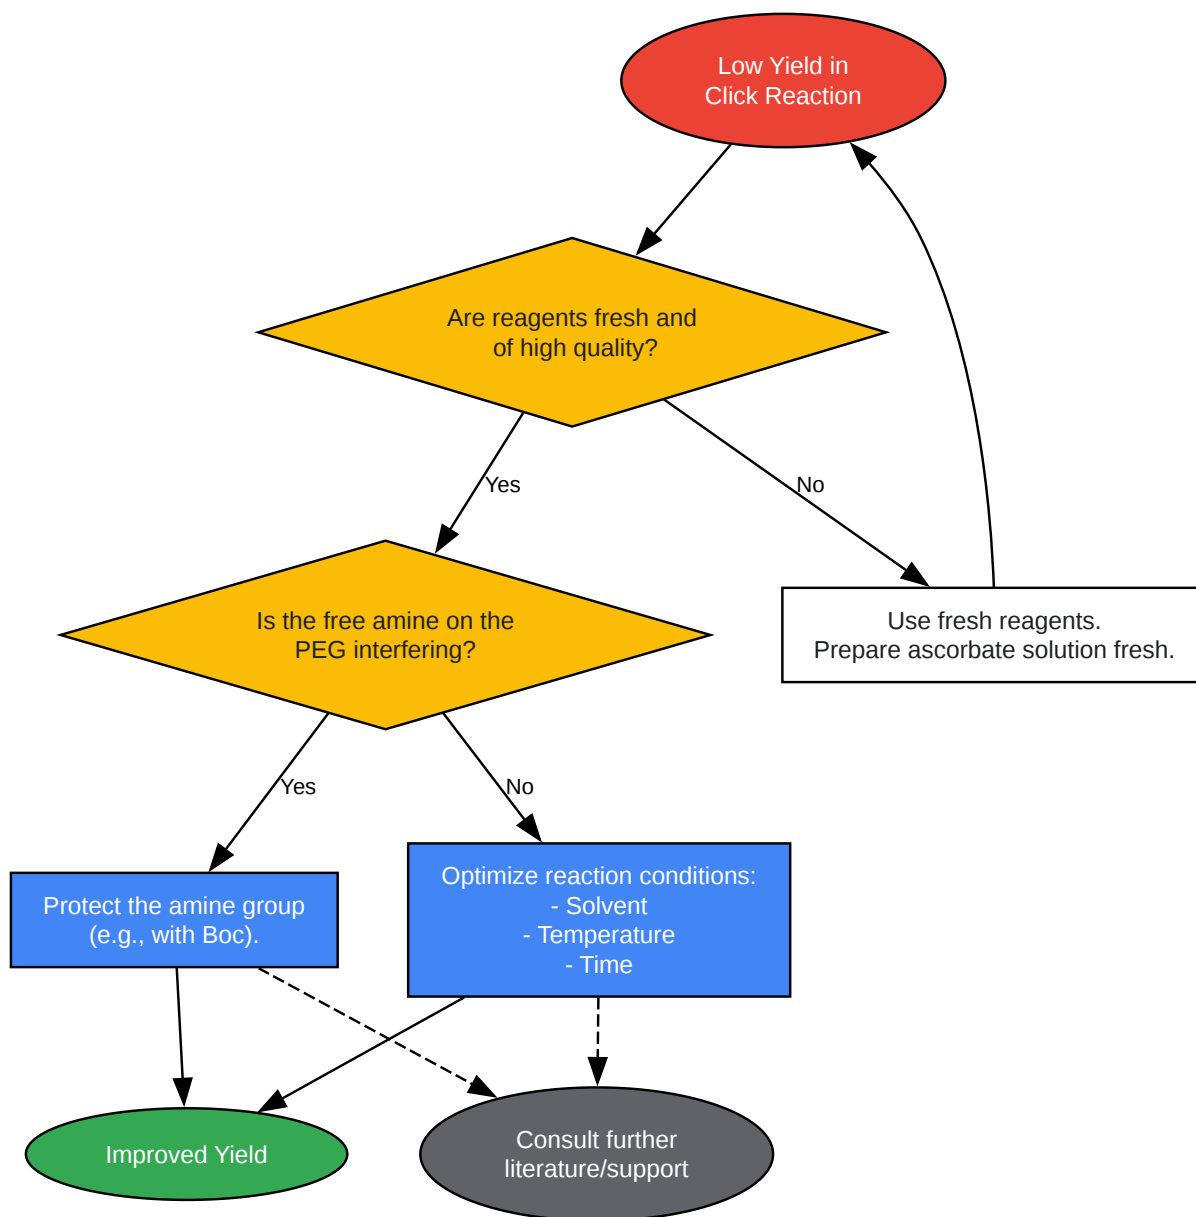 Low Yield in
Click Reaction
Are reagents fresh and
of high quality?
Yes
No
Is the free amine on the
PEG interfering?
Use fresh reagents.
Prepare ascorbate solution fresh.
Yes
No
Protect the amine group
(e.g., with Boc).
Optimize reaction conditions:
- Solvent
- Temperature
- Time
Improved Yield
Consult further
literature/support